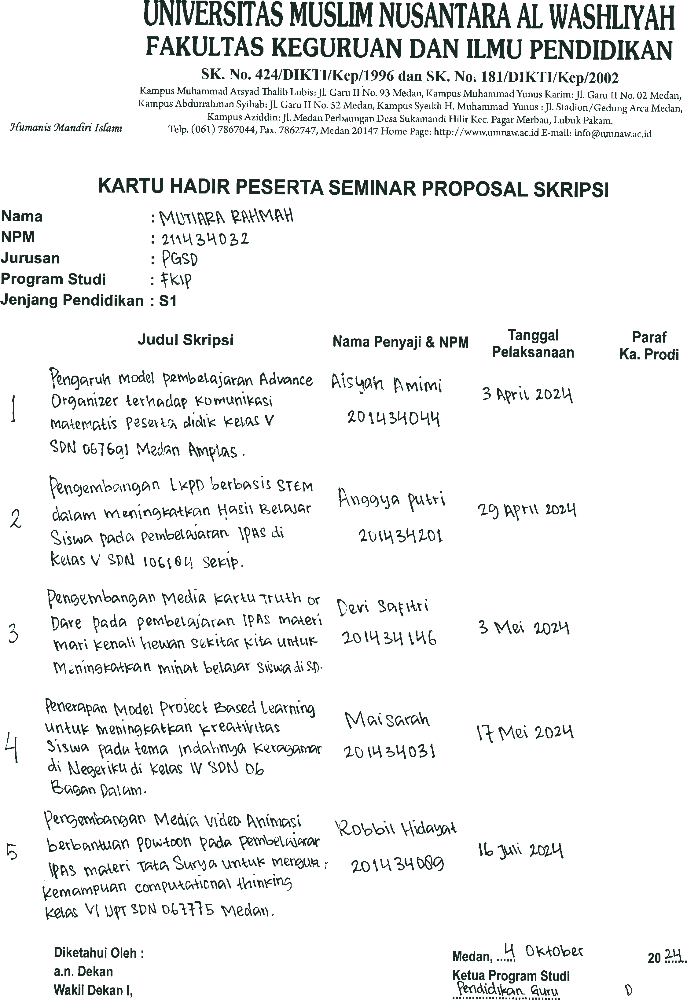 UNIVERSITAS MUSLIM NUSANTARA AL WASHLIYAH
FAKULTAS KEGURUAN DAN ILMU PENDIDIKAN
SK. No. 424/DIKTI/Kep/1996 dan SK. No. 181/DIKTI/Kep/2002
Kampus Muhammad Arsyad Thalib Lubis: Jl. Garu II No. 93 Medan, Kampus Muhammad Yunus Karim: Jl. Garu II No. 02 Medan,
Kampus Abdurrahman Syihab: Jl. Garu II No. 52 Medan, Kampus Syeikh H. Muhammad Yunus : Jl. Stadion/Gedung Arca Medan,
Kampus Aziddin: Jl. Medan Perbaungan Desa Sukamandi Hilir Kec. Pagar Merbau, Lubuk Pakam.
Humanis Mandiri Islami
Telp. (061) 7867044, Fax. 7862747, Medan 20147 Home Page: http://www.umnaw.ac.id E-mail: info@umnaw.ac.id
KARTU HADIR PESERTA SEMINAR PROPOSAL SKRIPSI
Nama : MUTIARA RAHMAH
NPM : 211434032
Jurusan : PGSD
Program Studi : FKIP
Jenjang Pendidikan : S1
Judul Skripsi
Nama Penyaji & NPM
Tanggal
Pelaksanaan
Paraf
Ka. Prodi
1
Pengaruh model pembelajaran Advance
Organizer terhadap komunikasi
matematis Peserta didik kelas V
SDN 067691 Medan Amplas.
Aisyah Amimi
201434044
3 April 2024
2
Pengembangan LKPD berbasis STEM
dalam meningkatkan Hasil Belajar
Siswa pada pembelajaran IPAS di
kelas V SDN 106104 Sekip.
Anggya putri
201434201
29 April 2024
3
Pengembangan Media kartu Truth or
Dare pada pembelajaran IPAS materi
mari kenali hewan sekitar kita untuk
Meningkatkan minat belajar siswa di SD.
Devi Safitri
201434146
3 Mei 2024
4
Penerapan Model Project Based Learning
untuk meningkatkan kreativitas
Siswa pada tema Indahnya Keragamar
di Negeriku di kelas IV SDN 06
Bagan Dalam.
Maisarah
201434031
17 Mei 2024
5
Pengembangan Media Video Animasi
berbantuan powtoon pada pembelajaran
IPAS materi Tata Surya untuk
kemampuan computational thinking
kelas VI UPT SDN 067775 Medan.
Robbil Hidayat
201434089
16 Juli 2024
Diketahui Oleh :
a.n. Dekan
Wakil Dekan I,
Medan, 4 Oktober 2024
Ketua Program Studi
Pendidikan Guru D